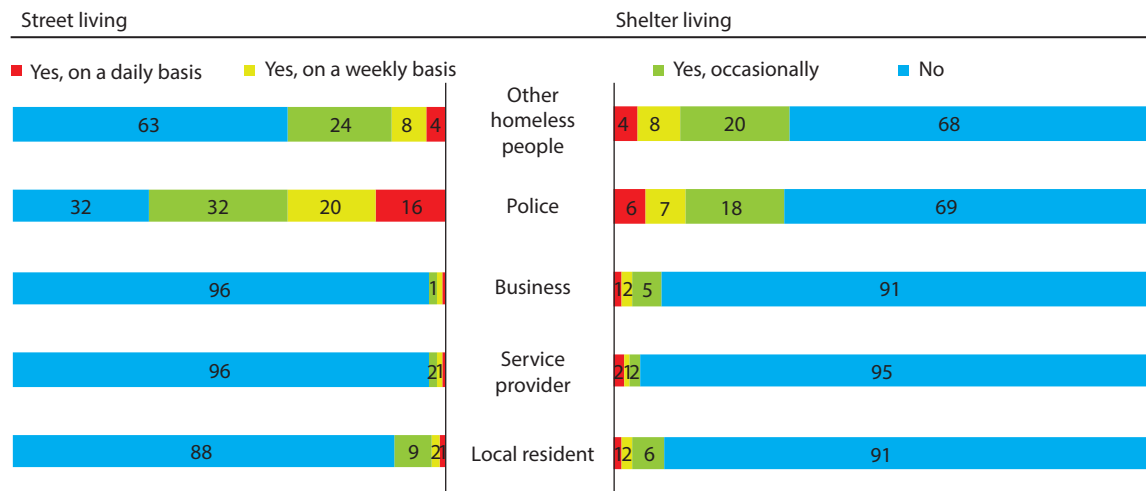 Street living Shelter living
Yes, on a daily basis Yes, on a weekly basis Yes, occasionally No
Other
homeless
people
63 24 8 4 4 8 20 68
32 32 20 16 Police 6 7 18 69
96 1 Business 1 2 5 91
Service
provider
96 2 1 2 1 2 95
88 9 2 1 Local resident 1 2 6 91